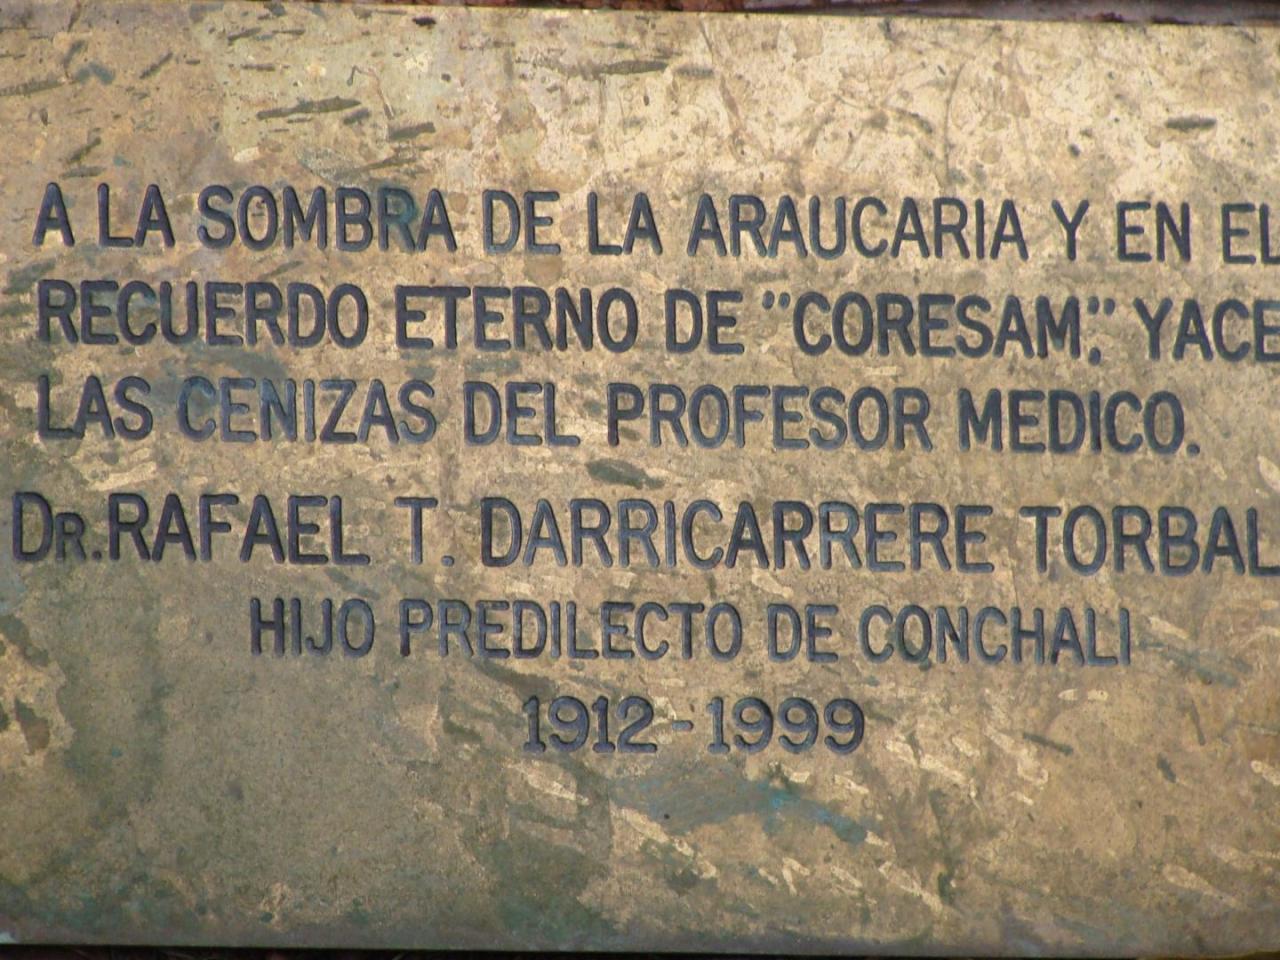 A LA SOMBRA DE LA ARAUCARIA Y EN EL
RECUERDO ETERNO DE "CORESAM", YACE
LAS CENIZAS DEL PROFESOR MEDICO.
DR. RAFAEL T. DARRICARRERE TORBAL
HIJO PREDILECTO DE CONCHALI
1912-1999